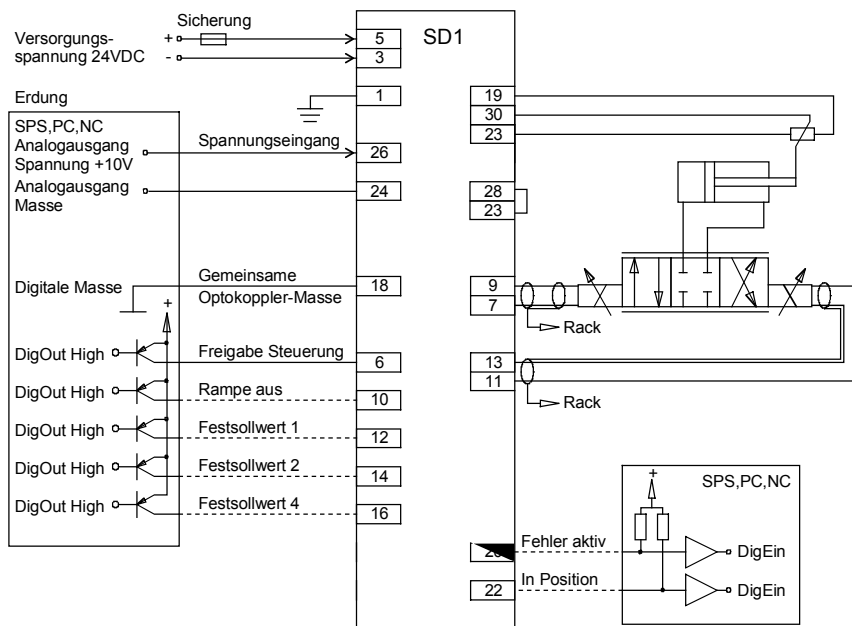 Sicherung
Versorgungs-
spannung 24VDC
+
-
5
3
SD1
Erdung
1
SPS,PC,NC
Analogausgang
Spannung +10V
Spannungseingang
26
Analogausgang
Masse
24
19
30
23
28
23
Digitale Masse
Gemeinsame
Optokoppler-Masse
18
9
7
Rack
+
DigOut High
Freigabe Steuerung
6
13
11
Rack
DigOut High
Rampe aus
10
DigOut High
Festsollwert 1
12
DigOut High
Festsollwert 2
14
DigOut High
Festsollwert 4
16
+
SPS,PC,NC
Fehler aktiv
DigEin
22
In Position
DigEin